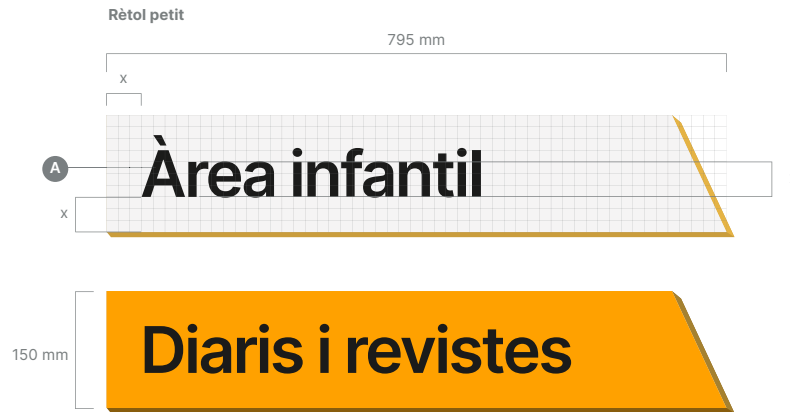 Rètol petit
795 mm
x
A
Àrea infantil
x
150 mm
Diaris i revistes